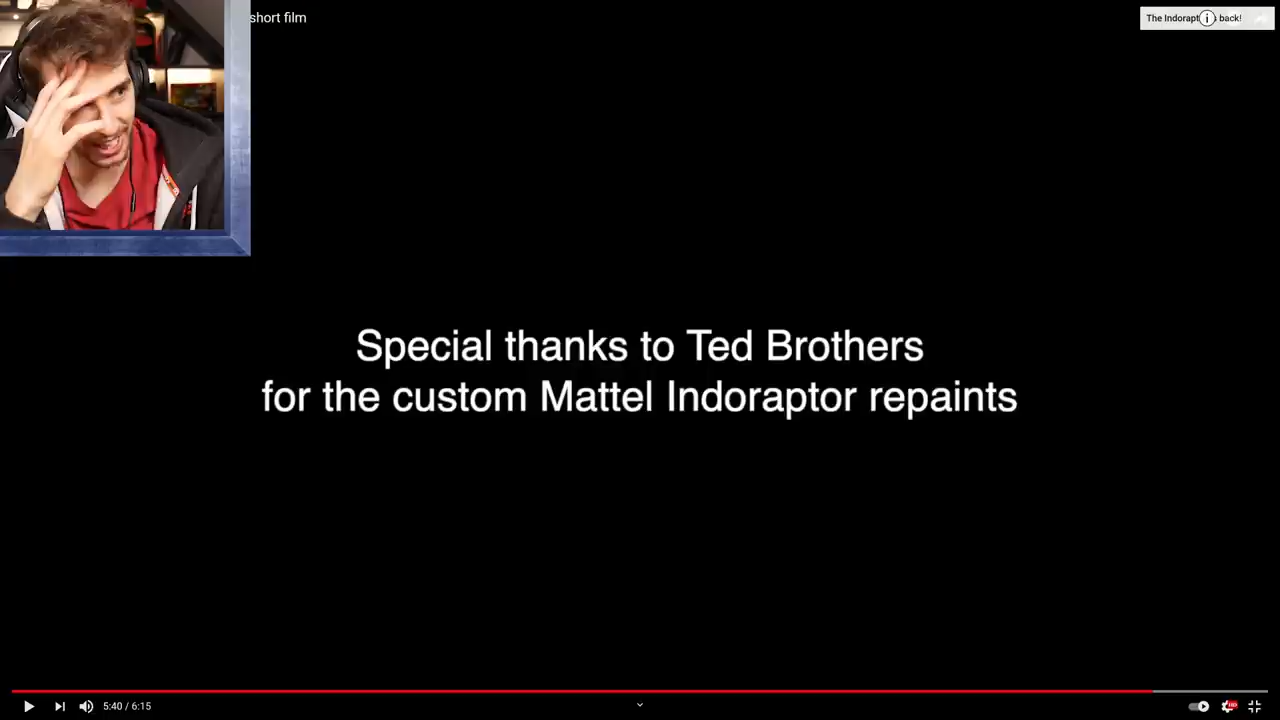 short film
The Indorapt back!
Special thanks to Ted Brothers
for the custom Mattel Indoraptor repaints
5:40 / 6:15
HD